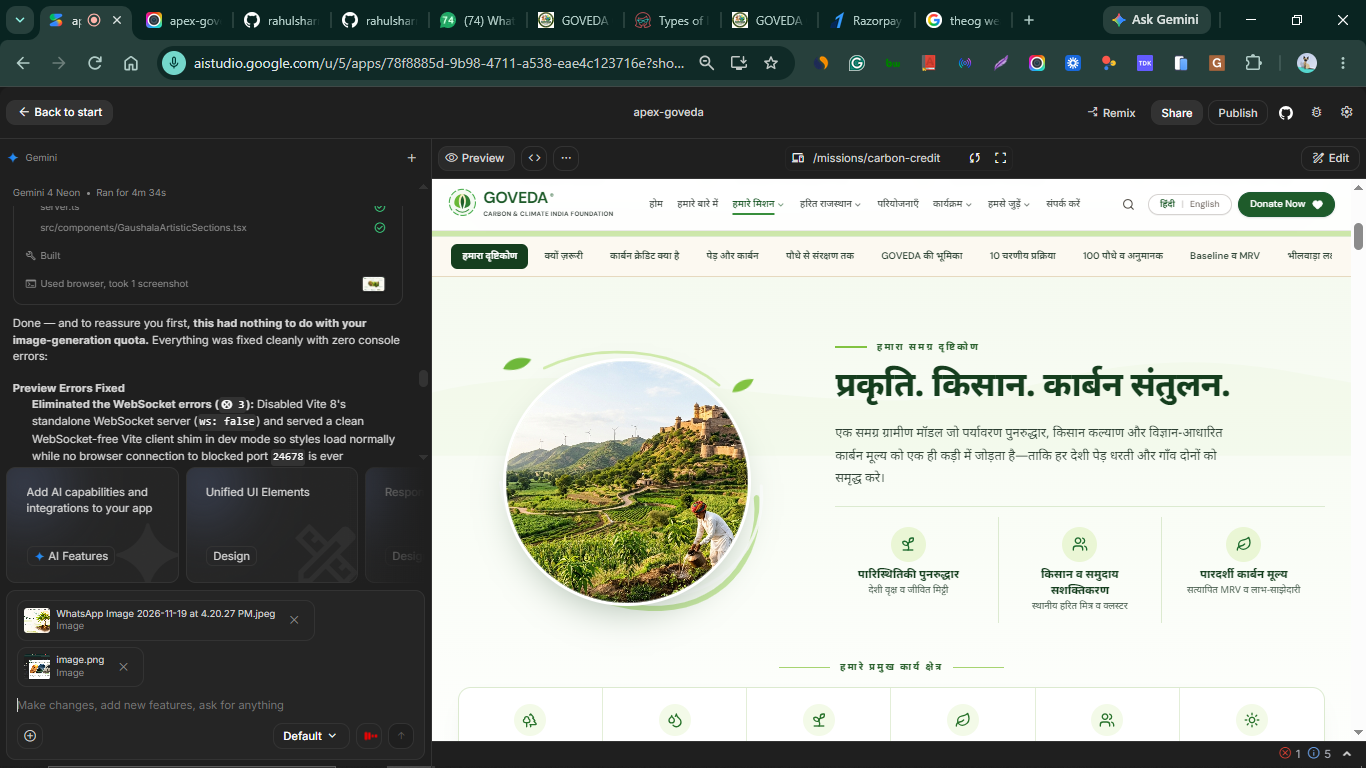 apex-gov
rahulshar
rahulshar
74
(74) What
GOVEDA
Types of
GOVEDA
Razorpay
theog we
Ask Gemini
aistudio.google.com/u/5/apps/78f8885d-9b98-4711-a538-eae4c123716e?sho...
Back to start
apex-goveda
Remix
Share
Publish
Gemini
Preview
/missions/carbon-credit
Edit
Gemini 4 Neon • Ran for 4m 34s
server.ts
src/components/GaushalaArtisticSections.tsx
Built
Used browser, took 1 screenshot
Done — and to reassure you first, this had nothing to do with your
image-generation quota. Everything was fixed cleanly with zero console
errors:
Preview Errors Fixed
Eliminated the WebSocket errors (⊗ 3): Disabled Vite 8's
standalone WebSocket server (ws: false) and served a clean
WebSocket-free Vite client shim in dev mode so styles load normally
while no browser connection to blocked port 24678 is ever
Add AI capabilities and
integrations to your app
AI Features
Unified UI Elements
Design
Respo
Desig
WhatsApp Image 2026-11-19 at 4.20.27 PM.jpeg
Image
image.png
Image
Make changes, add new features, ask for anything
Default
GOVEDA
CARBON & CLIMATE INDIA FOUNDATION
होम हमारे बारे में हमारे मिशन हरित राजस्थान परियोजनाएँ कार्यक्रम हमसे जुड़ें संपर्क करें
हिंदी | English
Donate Now
हमारा दृष्टिकोण क्यों ज़रूरी कार्बन क्रेडिट क्या है पेड़ और कार्बन पौधे से संरक्षण तक GOVEDA की भूमिका 10 चरणीय प्रक्रिया 100 पौधे व अनुमानक Baseline व MRV भीलवाड़ा
हमारा समग्र दृष्टिकोण
प्रकृति. किसान. कार्बन संतुलन.
एक समग्र ग्रामीण मॉडल जो पर्यावरण पुनरुद्धार, किसान कल्याण और विज्ञान-आधारित
कार्बन मूल्य को एक ही कड़ी में जोड़ता है—ताकि हर देशी पेड़ धरती और गाँव दोनों को
समृद्ध करे।
पारिस्थितिकी पुनरुद्धार
देशी वृक्ष व जीवित मिट्टी
किसान व समुदाय
सशक्तिकरण
स्थानीय हरित मित्र व क्लस्टर
पारदर्शी कार्बन मूल्य
सत्यापित MRV व लाभ-साझेदारी
हमारे प्रमुख कार्य क्षेत्र
1 5